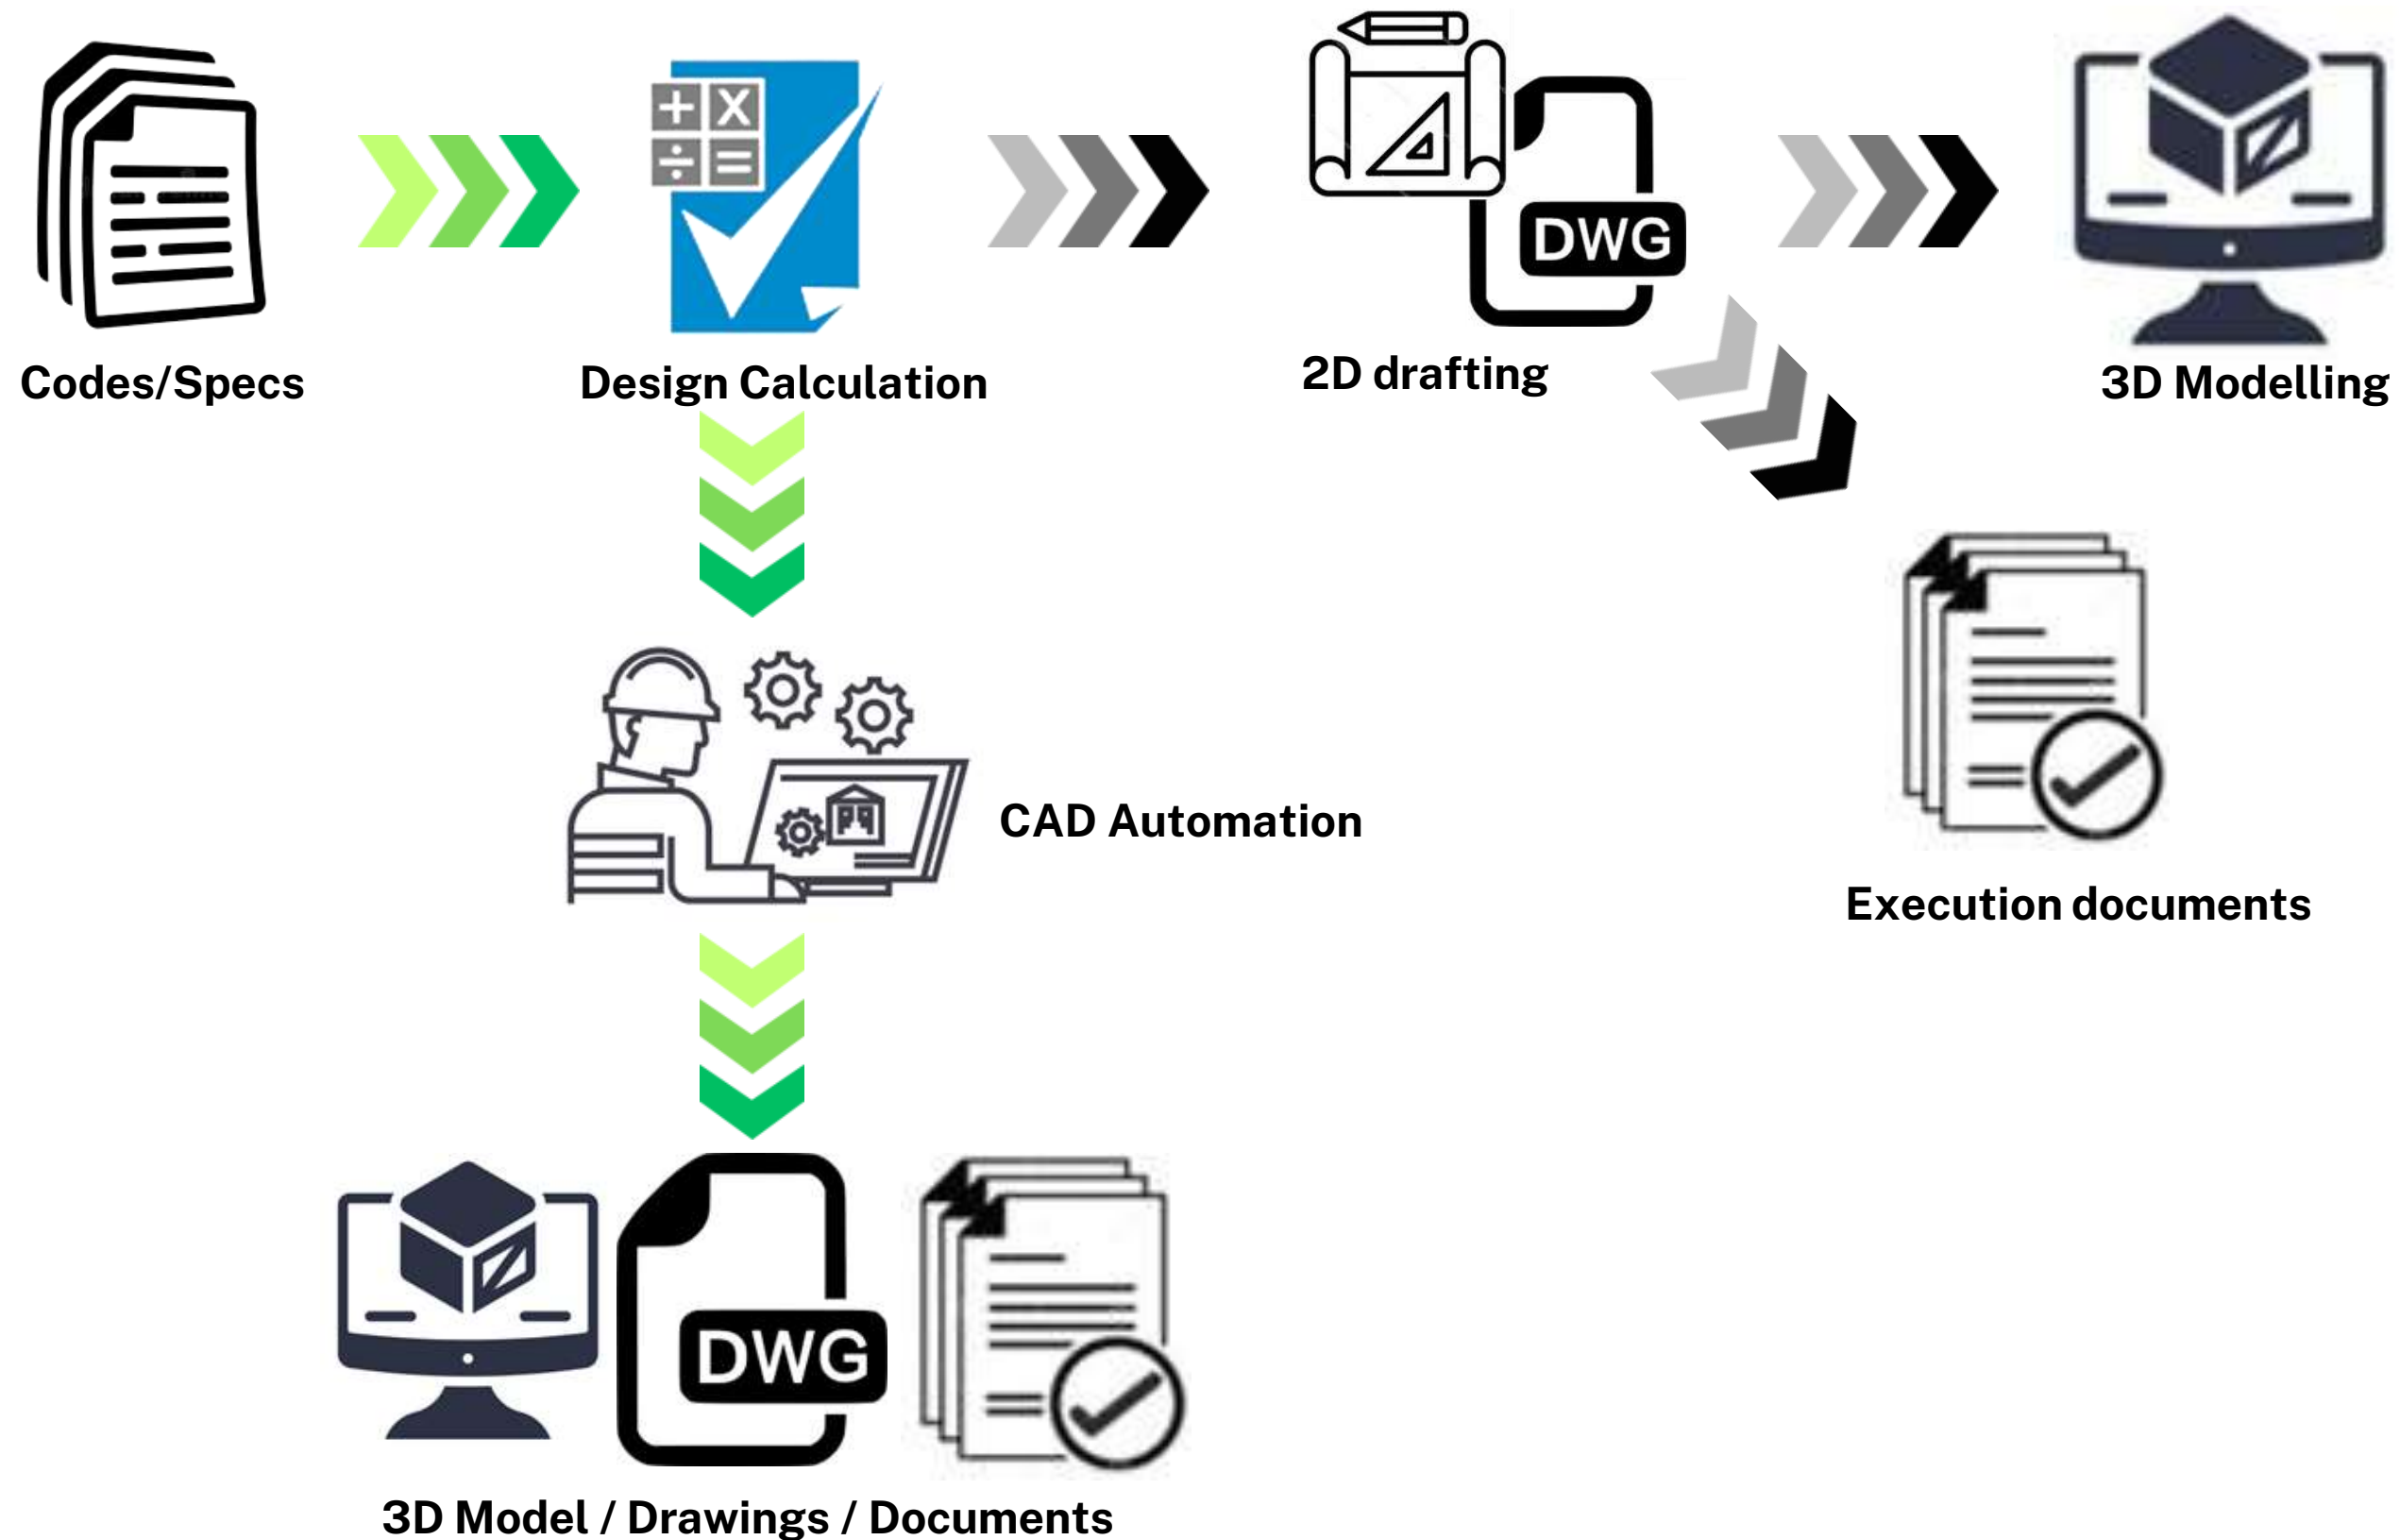 DWG
Codes/Specs
Design Calculation
2D drafting
3D Modelling
CAD Automation
Execution documents
DWG
3D Model / Drawings / Documents